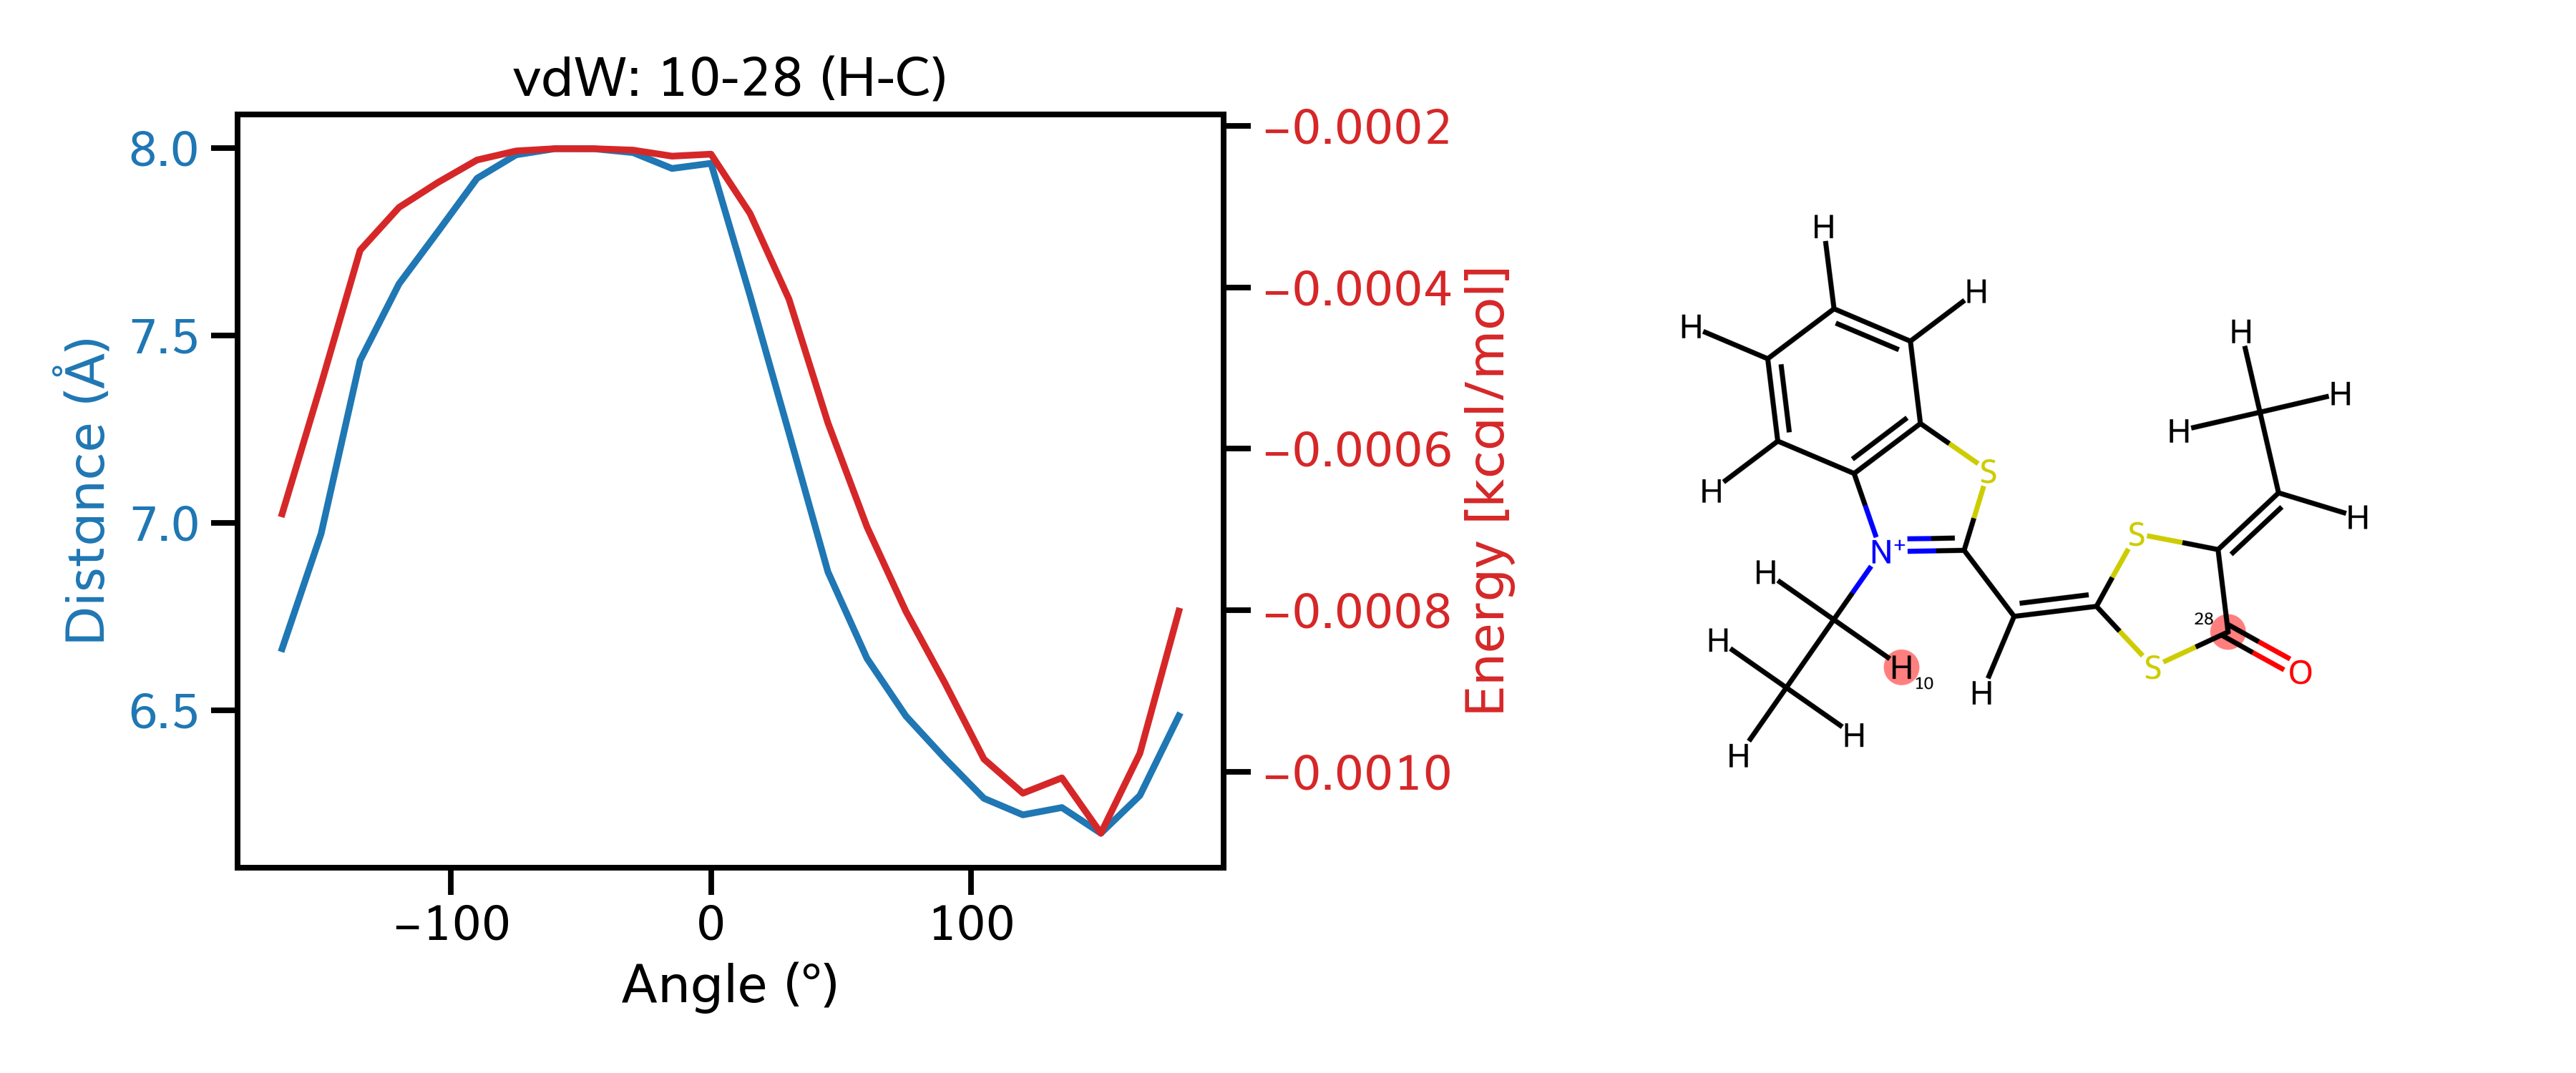 vdW: 10-28 (H-C)
8.0
7.5
7.0
6.5
Distance (Å)
−100
0
100
Angle (°)
−0.0002
−0.0004
−0.0006
−0.0008
−0.0010
Energy [kcal/mol]
H
H
H
H
H
H
S
H
H
S
N+
H
28
H
H
10
S
O
H
H
H